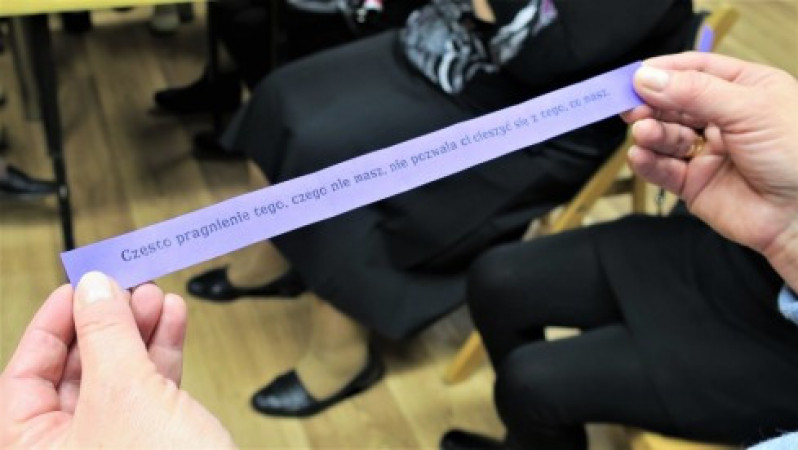 Często pragnienie tego, czego nie masz, nie pozwala ci cieszyć się z tego, co masz.